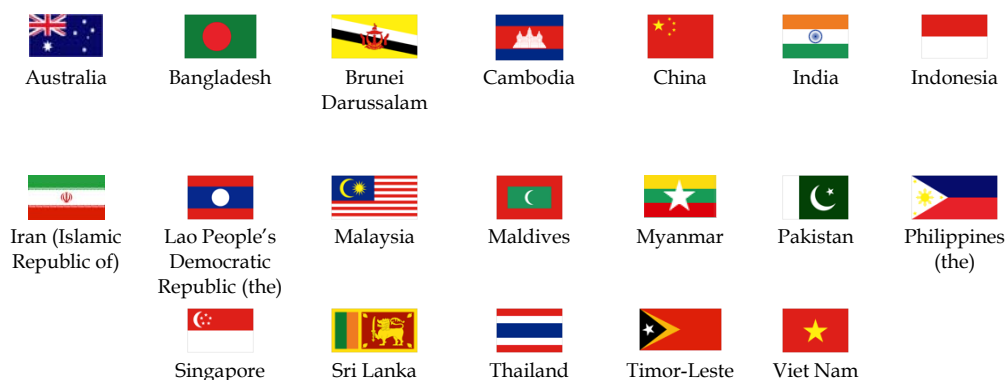 Australia
Bangladesh
Brunei
Darussalam
Cambodia
China
India
Indonesia
Iran (Islamic
Republic of)
Lao People’s
Democratic
Republic (the)
Malaysia
Maldives
Myanmar
Pakistan
Philippines
(the)
Singapore
Sri Lanka
Thailand
Timor-Leste
Viet Nam